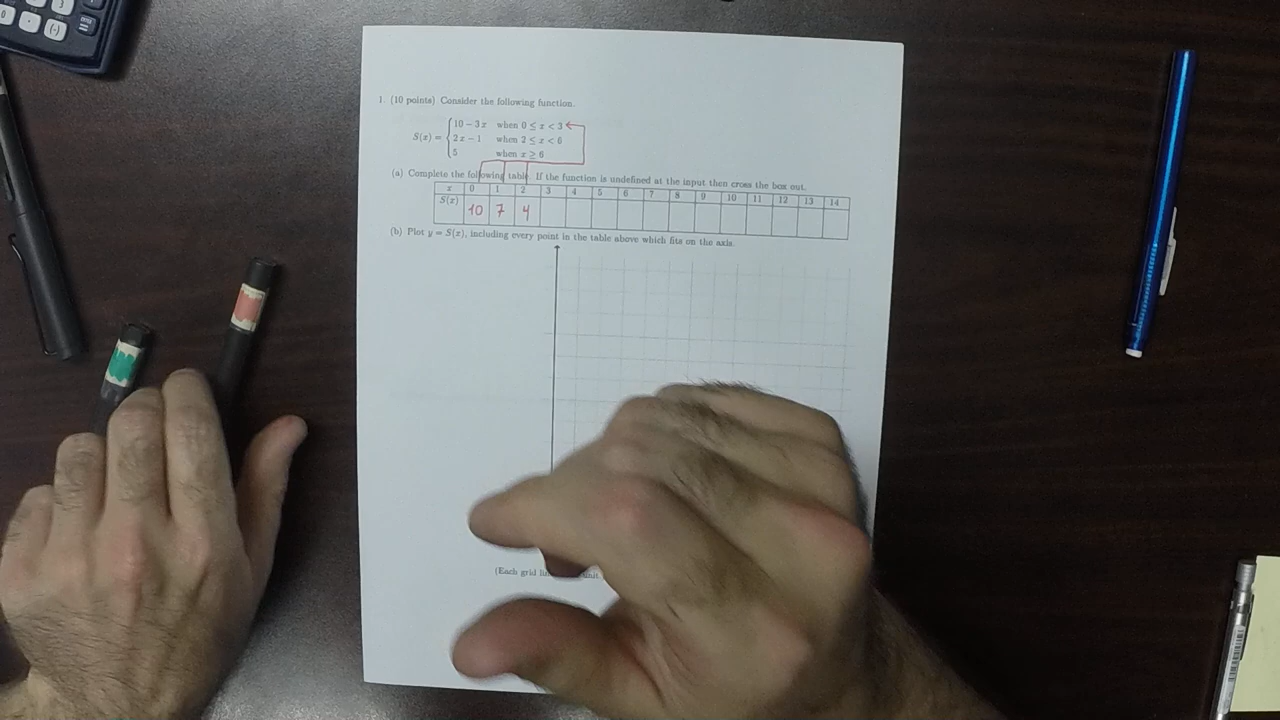 1. (10 points) Consider the following function.
S(x) = { 10 − 3x when 0 ≤ x < 3
2x − 1 when 2 ≤ x < 6
5 when x ≥ 6
(a) Complete the following table. If the function is undefined at the input then cross the box out.
x 0 1 2 3 4 5 6 7 8 9 10 11 12 13 14
S(x) 10 7 4
(b) Plot y = S(x), including every point in the table above which fits on the axis.
(Each grid